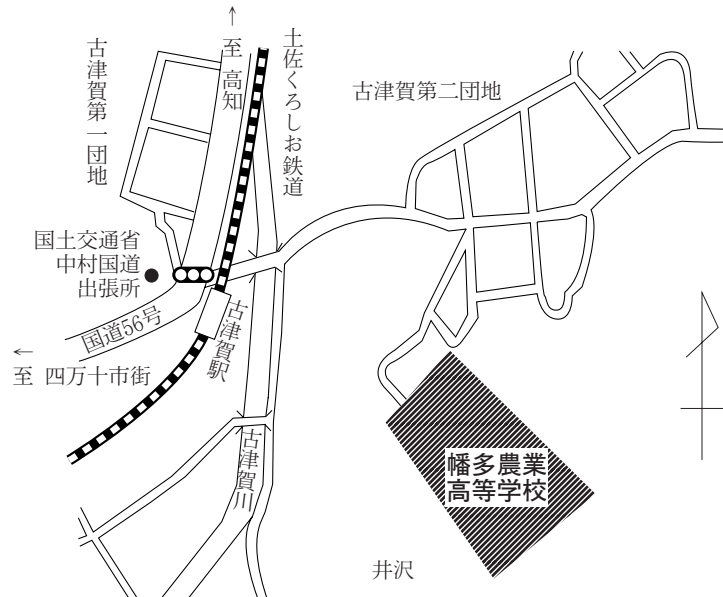 ↑
至 高知
土佐くろしお鉄道
古津賀第一団地
古津賀第二団地
国土交通省
中村国道
出張所
国道56号
古津賀駅
←
至 四万十市街
古津賀川
幡多農業
高等学校
井沢